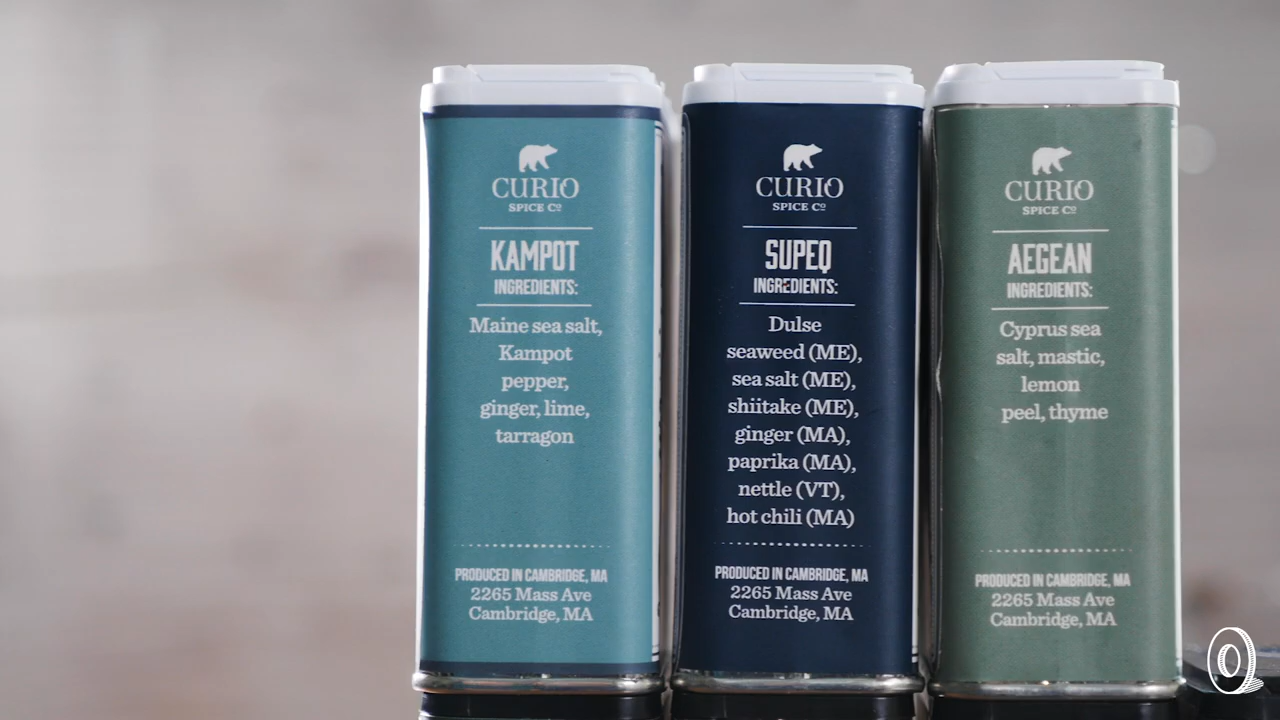 CURIO
SPICE Co
KAMPOT
INGREDIENTS:
Maine sea salt,
Kampot
pepper,
ginger, lime,
tarragon
PRODUCED IN CAMBRIDGE, MA
2265 Mass Ave
Cambridge, MA
CURIO
SPICE Co
SUPEQ
INGREDIENTS:
Dulse
seaweed (ME),
sea salt (ME),
shiitake (ME),
ginger (MA),
paprika (MA),
nettle (VT),
hot chili (MA)
PRODUCED IN CAMBRIDGE, MA
2265 Mass Ave
Cambridge, MA
CURIO
SPICE Co
AEGEAN
INGREDIENTS:
Cyprus sea
salt, mastic,
lemon
peel, thyme
PRODUCED IN CAMBRIDGE, MA
2265 Mass Ave
Cambridge, MA
Q